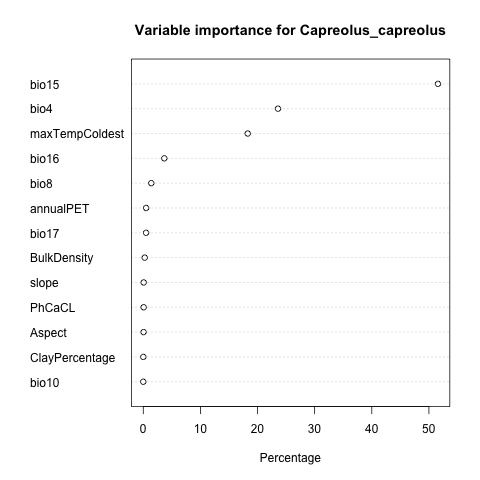 Variable importance for Capreolus_capreolus
bio15
bio4
maxTempColdest
bio16
bio8
annualPET
bio17
BulkDensity
slope
PhCaCL
Aspect
ClayPercentage
bio10
0 10 20 30 40 50
Percentage